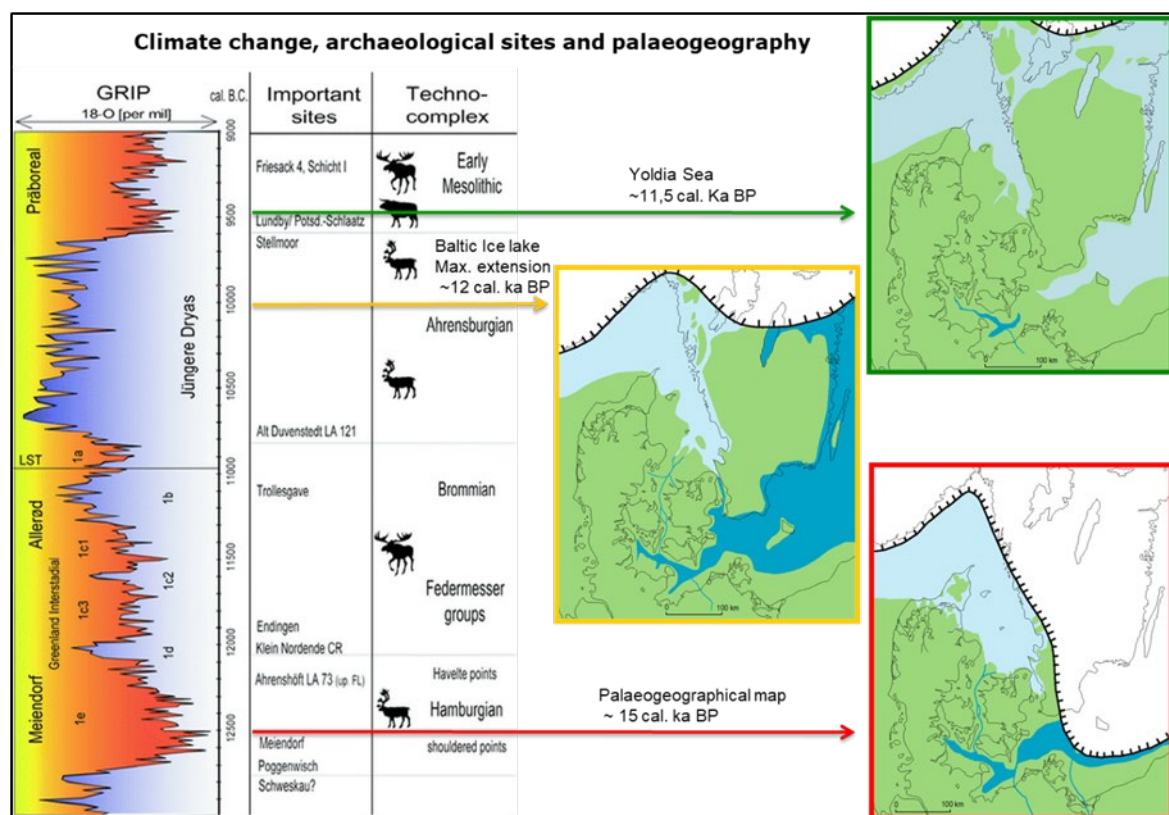 Climate change, archaeological sites and palaeogeography
GRIP
18-O [per mil]
cal. B.C.
Important
sites
Techno-
complex
9000
9500
10000
10500
11000
11500
12000
12500
Präboreal
Jüngere Dryas
LST
Allerød
Greenland Interstadial
Meiendorf
1a
1b
1c1
1c2
1c3
1d
1e
Friesack 4, Schicht I
Lundby/ Potsd.-Schlaatz
Stellmoor
Alt Duvenstedt LA 121
Trollesgave
Endingen
Klein Nordende CR
Ahrenshöft LA 73 (up. FL)
Meiendorf
Poggenwisch
Schweskau?
Early
Mesolithic
Ahrensburgian
Brommian
Federmesser
groups
Havelte points
Hamburgian
shouldered points
Yoldia Sea
~11,5 cal. Ka BP
Baltic Ice lake
Max. extension
~12 cal. ka BP
Palaeogeographical map
~ 15 cal. ka BP
0 100 km
0 100 km
0 100 km